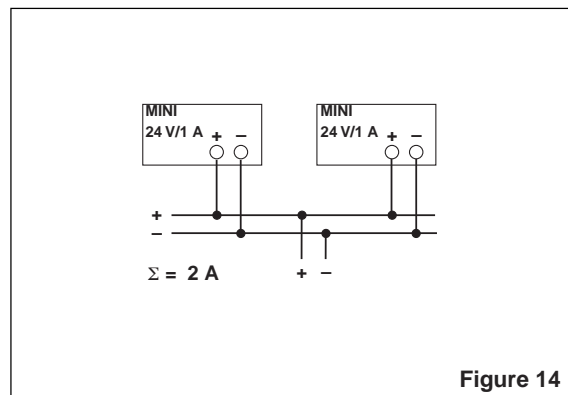 MINI
24 V/1 A + –
MINI
24 V/1 A + –
+
–
Σ = 2 A
+ –
Figure 14